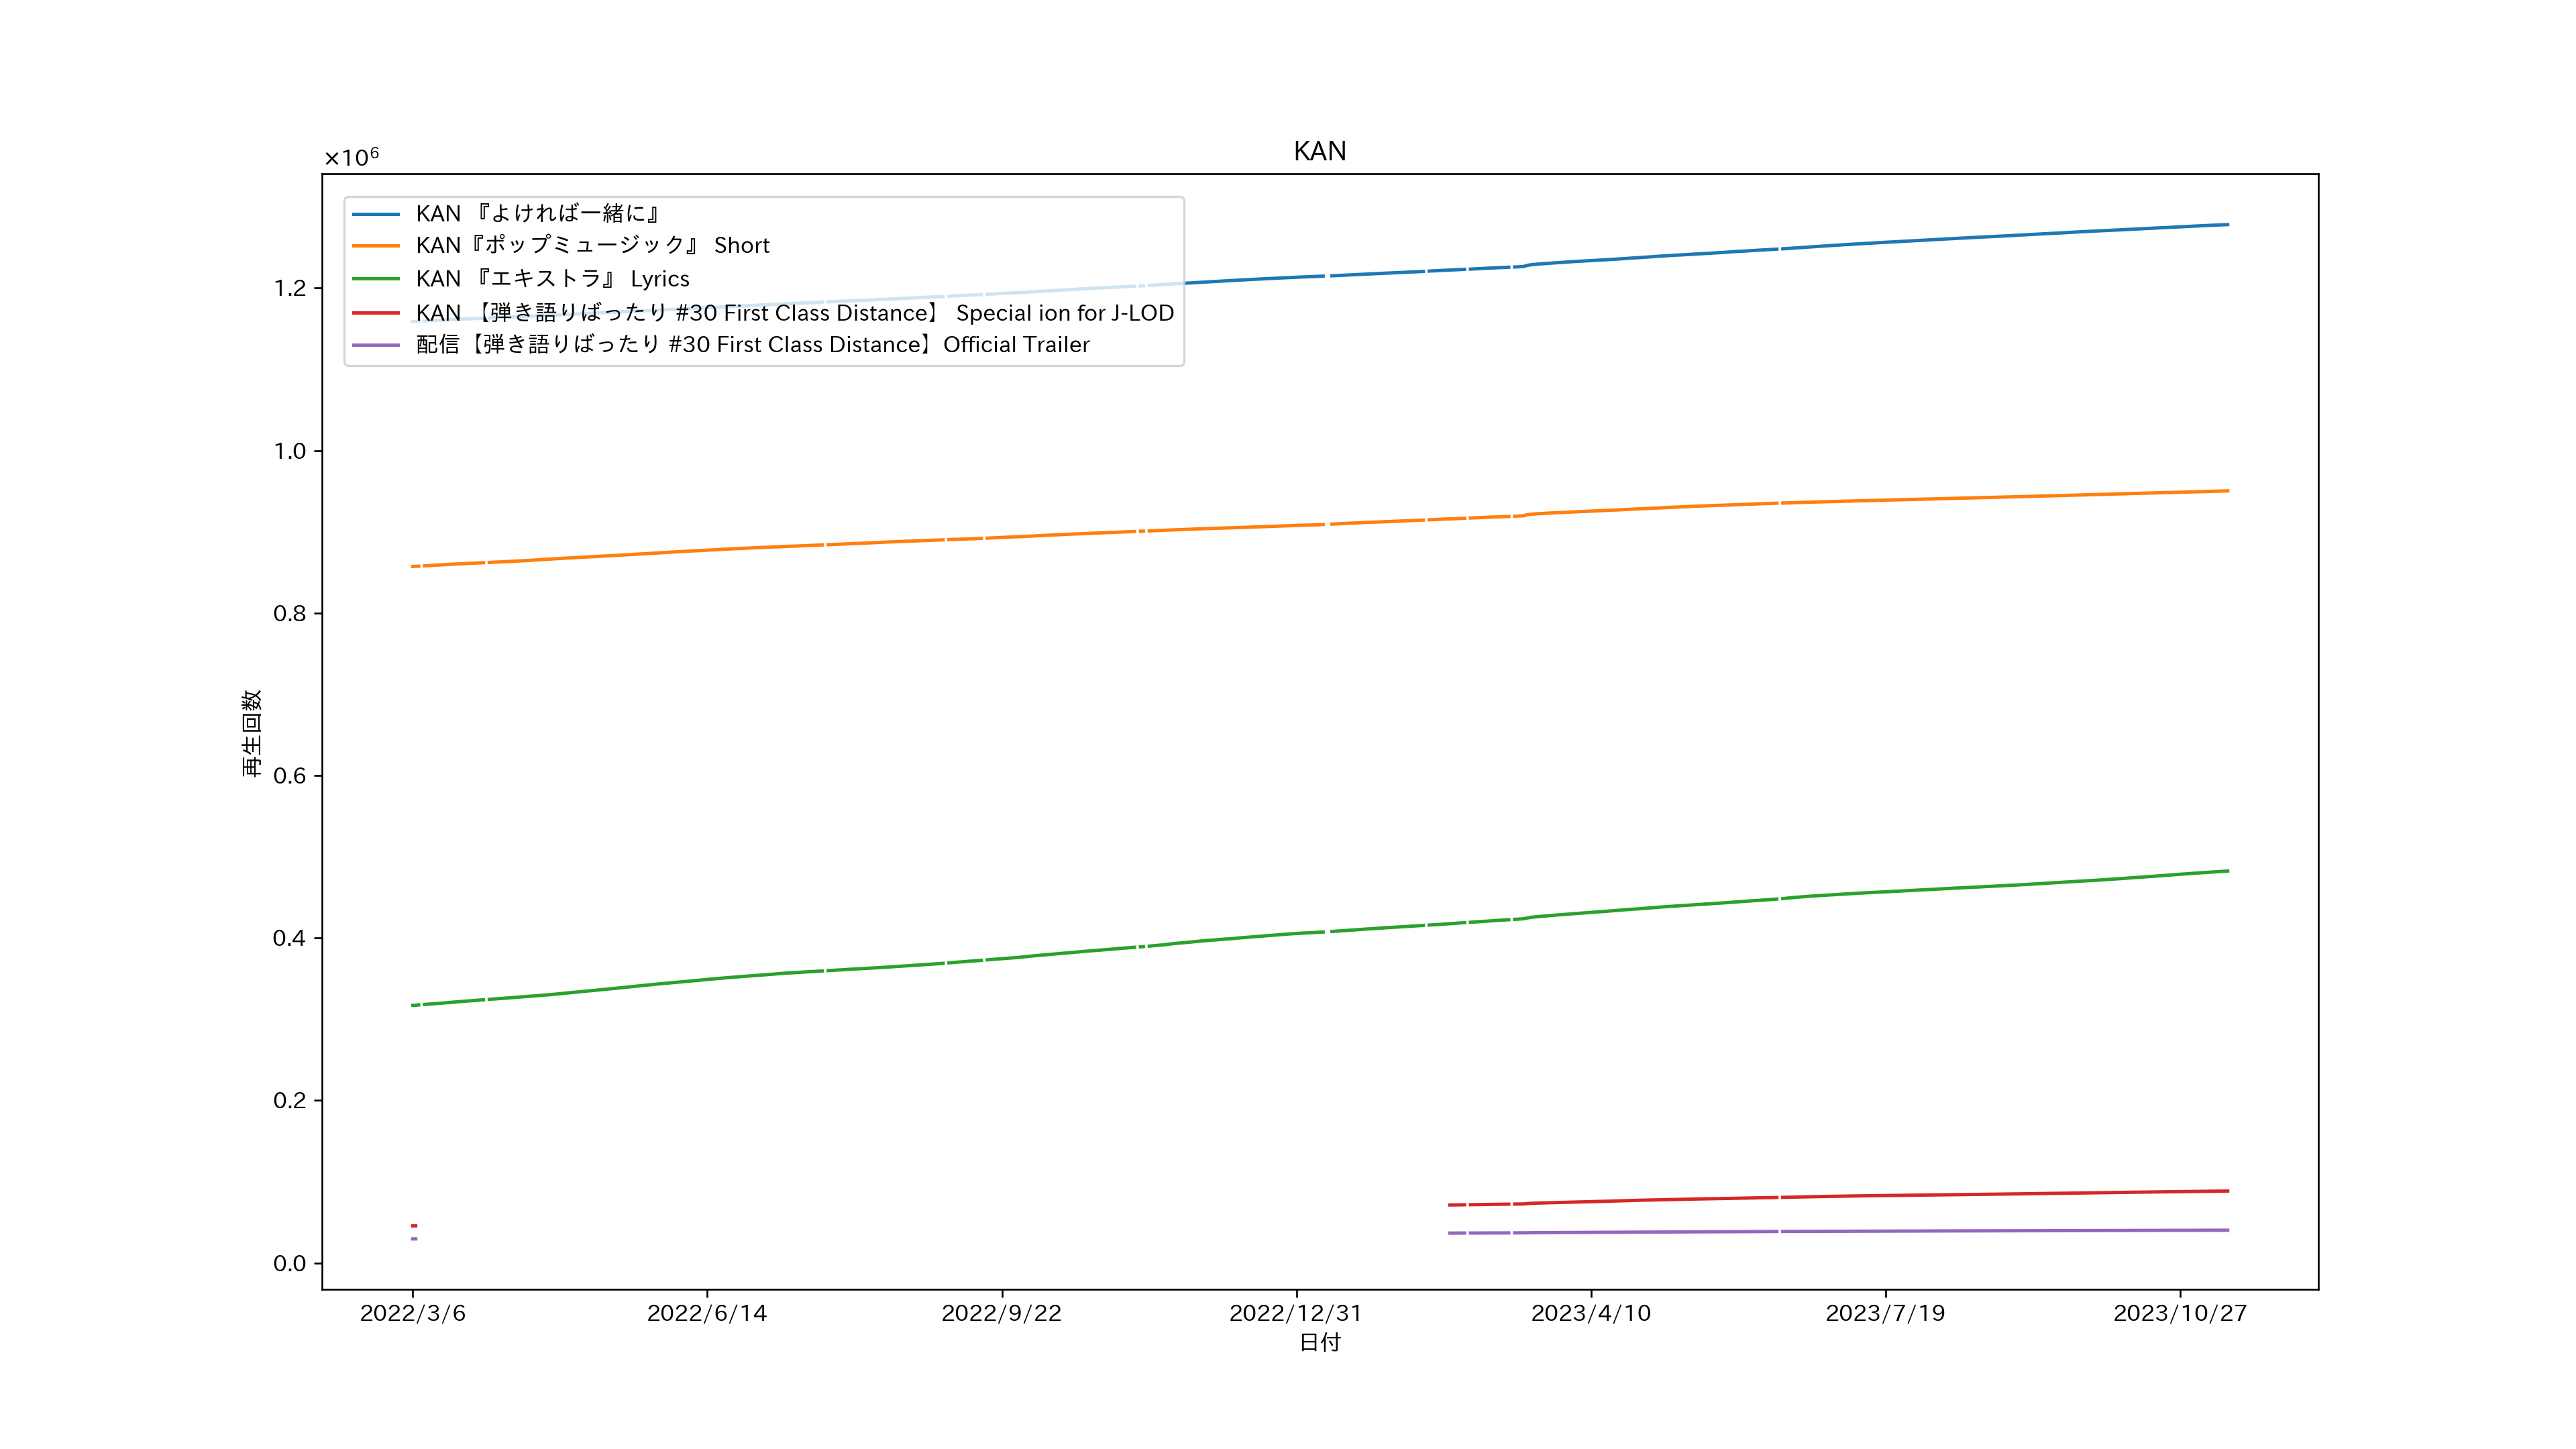 KAN
×10⁶
KAN 『よければ一緒に』
KAN『ポップミュージック』 Short
KAN 『エキストラ』 Lyrics
KAN 【弾き語りばったり #30 First Class Distance】 Special ion for J-LOD
配信【弾き語りばったり #30 First Class Distance】Official Trailer
1.2
1.0
0.8
0.6
0.4
0.2
0.0
再生回数
2022/3/6 2022/6/14 2022/9/22 2022/12/31 2023/4/10 2023/7/19 2023/10/27
日付